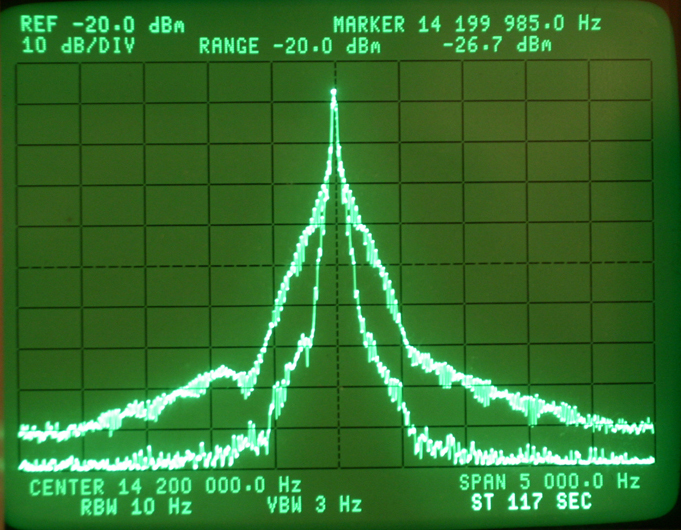 REF -20.0 dBm MARKER 14 199 985.0 Hz
10 dB/DIV RANGE -20.0 dBm -26.7 dBm
CENTER 14 200 000.0 Hz SPAN 5 000.0 Hz
RBW 10 Hz VBW 3 Hz ST 117 SEC